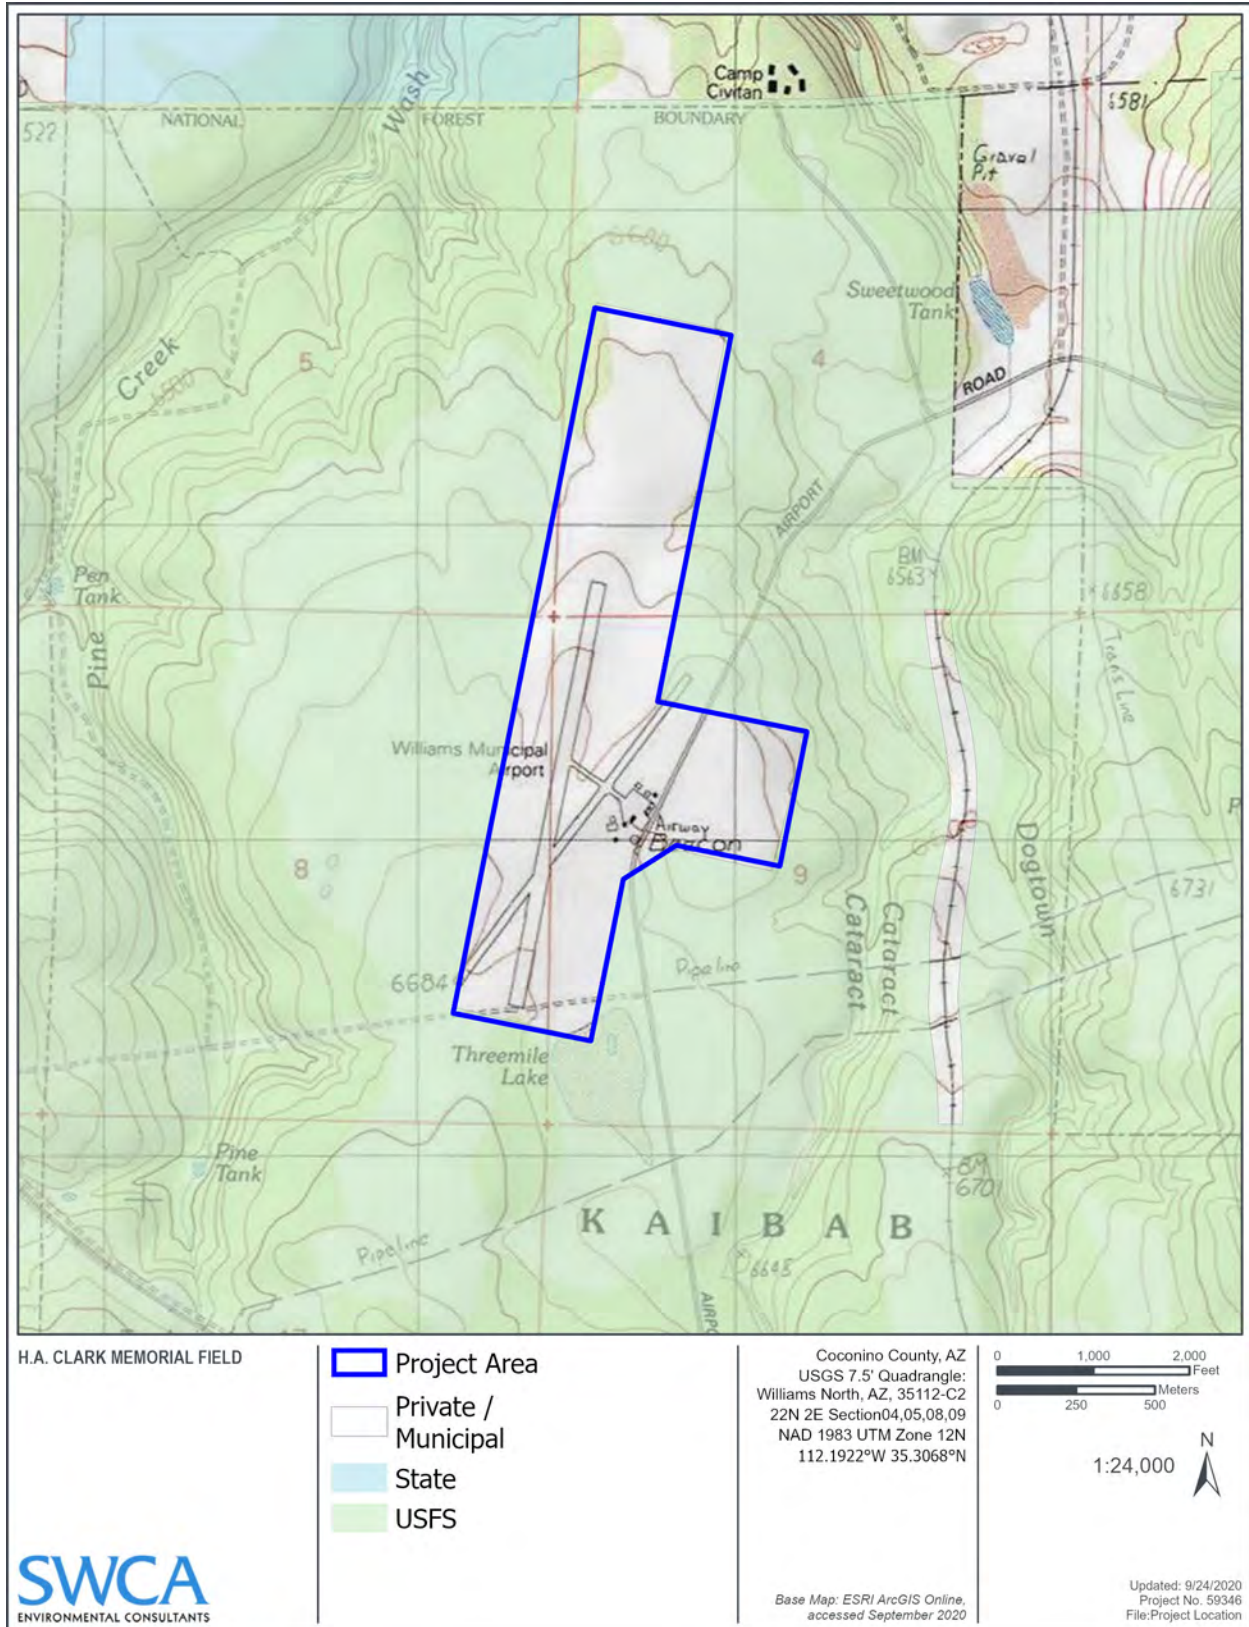 Camp
Civitan
6581
522
NATIONAL
FOREST
BOUNDARY
Wash
Graval
Pit
Sweetwood
Tank
5
4
Creek
6500
ROAD
AIRPORT
BM
6563
6658
Pen
Tank
Pine
Trans Line
Williams Municipal
Airport
Airway
Beacon
8
9
Dogtown
6731
Cataract
Cataract
6684
Pipeline
Threemile
Lake
Pine
Tank
BM
6701
KAIBAB
Pipeline
6645
H.A. CLARK MEMORIAL FIELD
Project Area
Private /
Municipal
State
USFS
Coconino County, AZ
USGS 7.5' Quadrangle:
Williams North, AZ, 35112-C2
22N 2E Section04,05,08,09
NAD 1983 UTM Zone 12N
112.1922°W 35.3068°N
0 1,000 2,000
Feet
Meters
0 250 500
N
1:24,000
SWCA
ENVIRONMENTAL CONSULTANTS
Base Map: ESRI ArcGIS Online,
accessed September 2020
Updated: 9/24/2020
Project No. 59346
File:Project Location